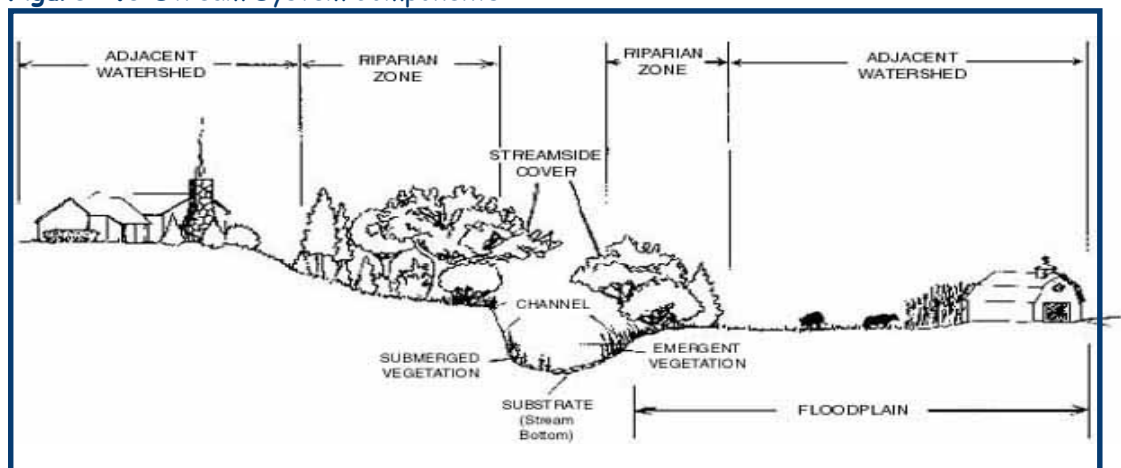 ADJACENT
WATERSHED
RIPARIAN
ZONE
RIPARIAN
ZONE
ADJACENT
WATERSHED
STREAMSIDE
COVER
CHANNEL
SUBMERGED
VEGETATION
EMERGENT
VEGETATION
SUBSTRATE
(Stream
Bottom)
FLOODPLAIN